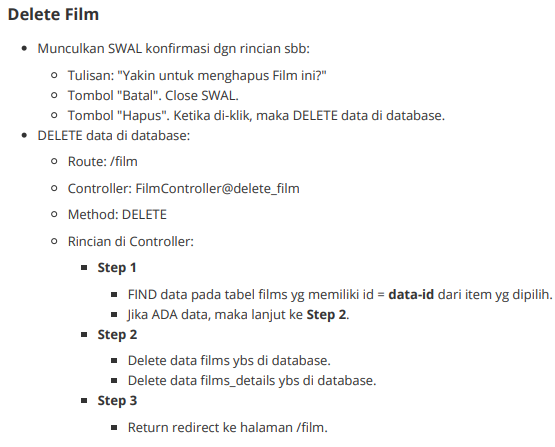 Delete Film
Munculkan SWAL konfirmasi dgn rincian sbb:
Tulisan: "Yakin untuk menghapus Film ini?"
Tombol "Batal". Close SWAL.
Tombol "Hapus". Ketika di-klik, maka DELETE data di database.
DELETE data di database:
Route: /film
Controller: FilmController@delete_film
Method: DELETE
Rincian di Controller:
Step 1
FIND data pada tabel films yg memiliki id = data-id dari item yg dipilih.
Jika ADA data, maka lanjut ke Step 2.
Step 2
Delete data films ybs di database.
Delete data films_details ybs di database.
Step 3
Return redirect ke halaman /film.